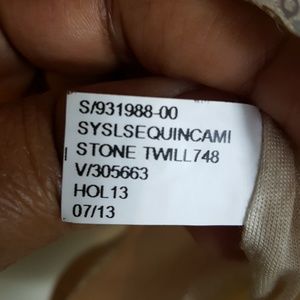 S/931988-00
SYSLSEQUINCAMI
STONE TWILL748
V/305663
HOL13
07/13